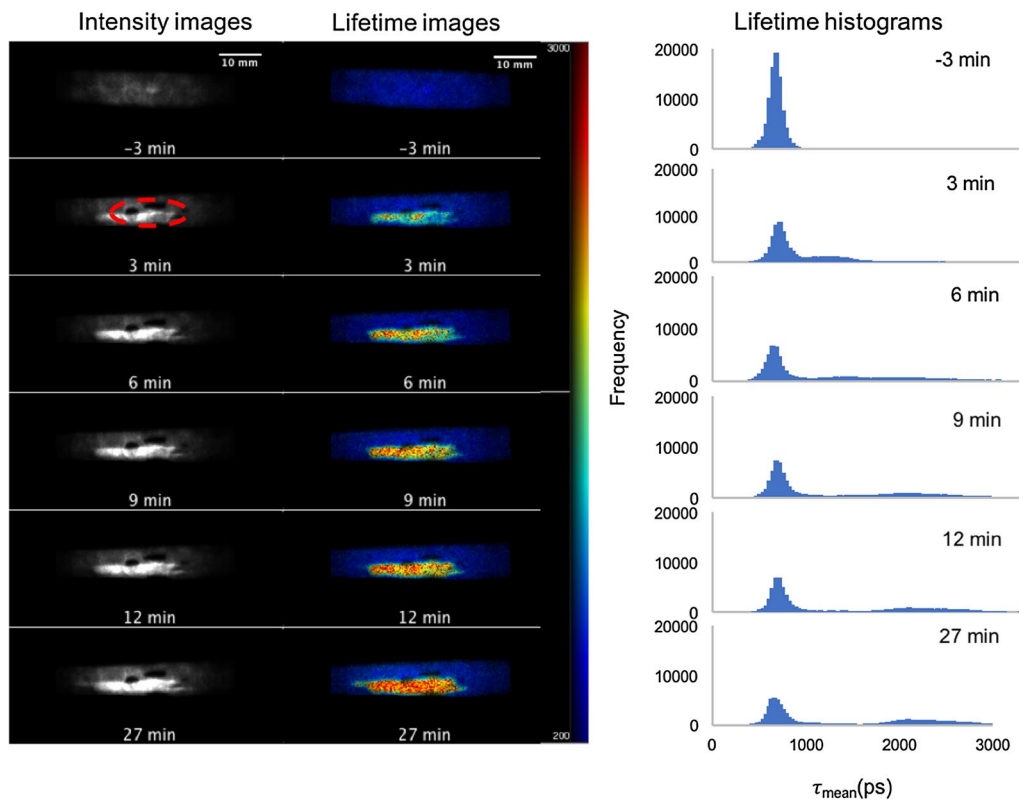 Intensity images
Lifetime images
Lifetime histograms
10 mm
10 mm
3000
-3 min
-3 min
3 min
3 min
6 min
6 min
9 min
9 min
12 min
12 min
27 min
27 min
200
20000
10000
0
-3 min
20000
10000
0
3 min
20000
10000
0
6 min
20000
10000
0
9 min
20000
10000
0
12 min
20000
10000
0
27 min
Frequency
0 1000 2000 3000
τmean(ps)